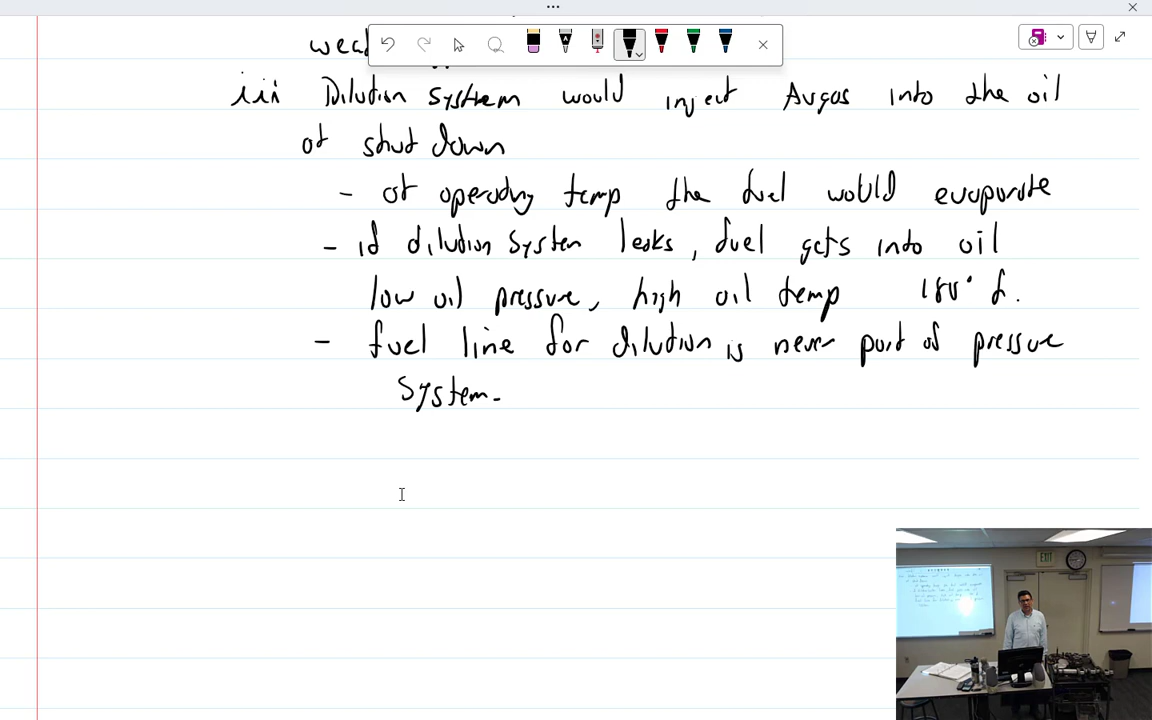 iii Dilution system would inject Avgas into the oil
at shut down
- at operating temp the fuel would evaporate
- if dilution system leaks, fuel gets into oil
low oil pressure, high oil temp 180° f.
- fuel line for dilution is never part of pressure
system.
EXIT